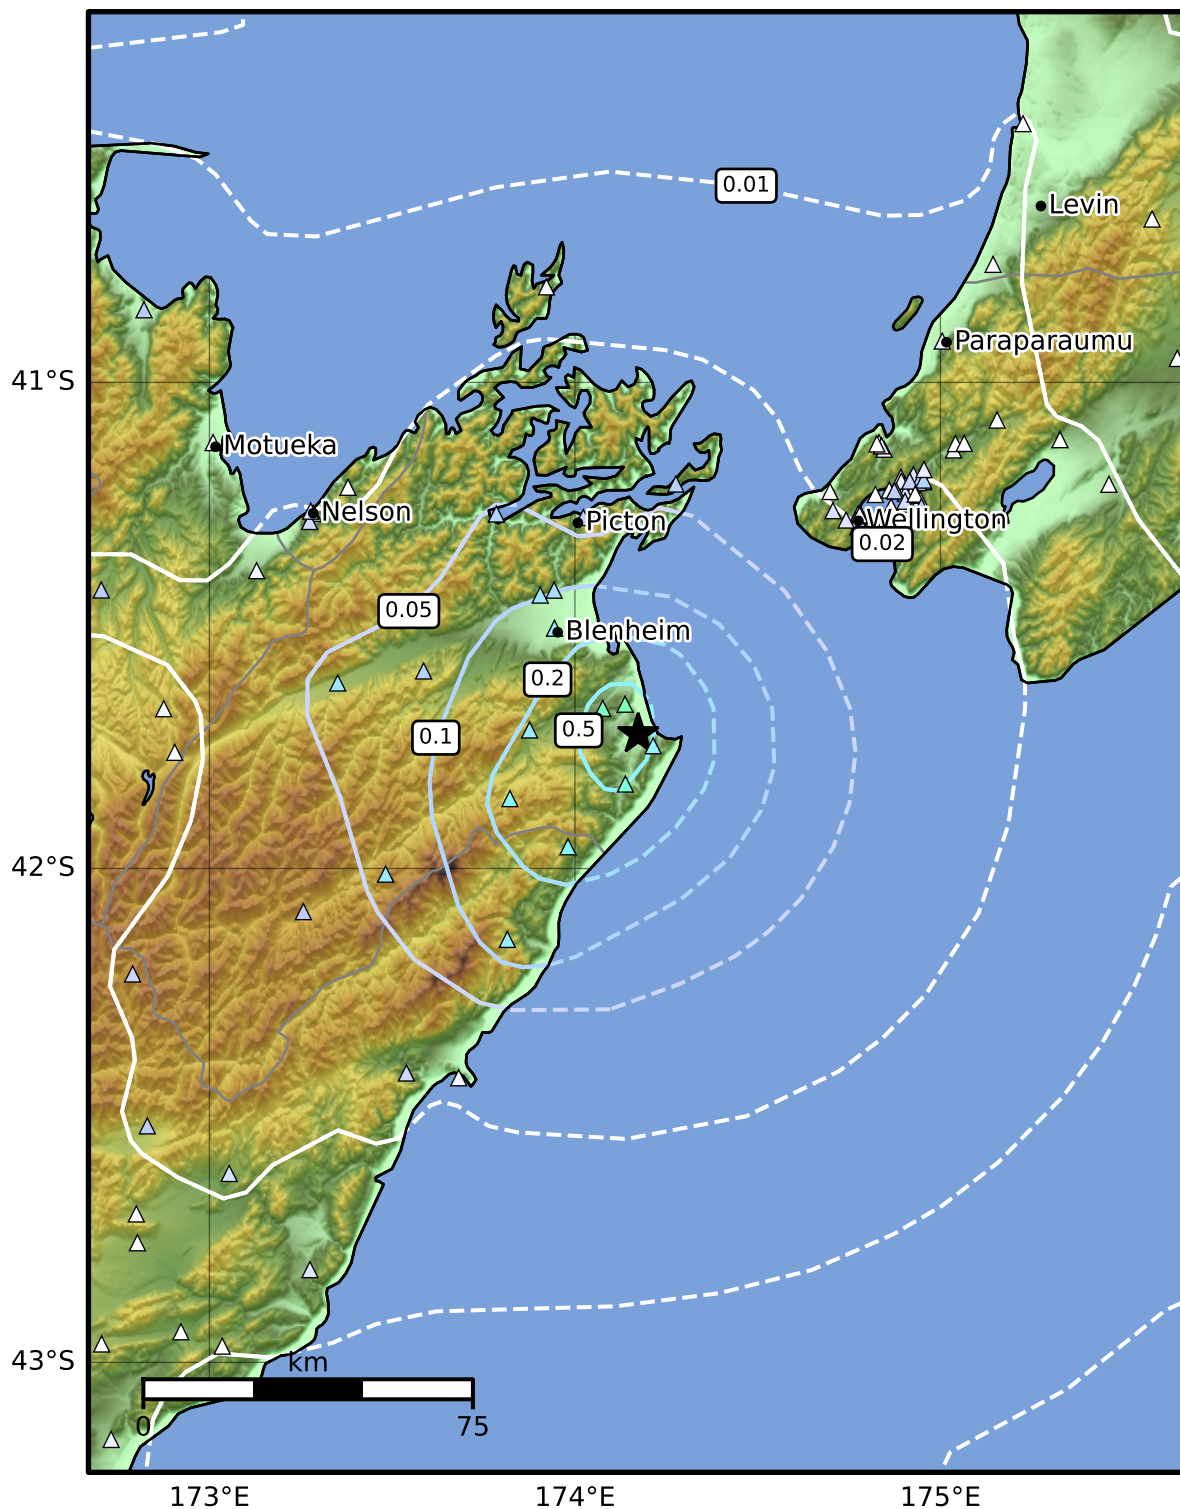 0.01
Levin
Paraparaumu
41°S
Motueka
Nelson
Picton
Wellington
0.02
0.05
Blenheim
0.2
0.5
0.1
42°S
43°S
km
0
75
173°E
174°E
175°E